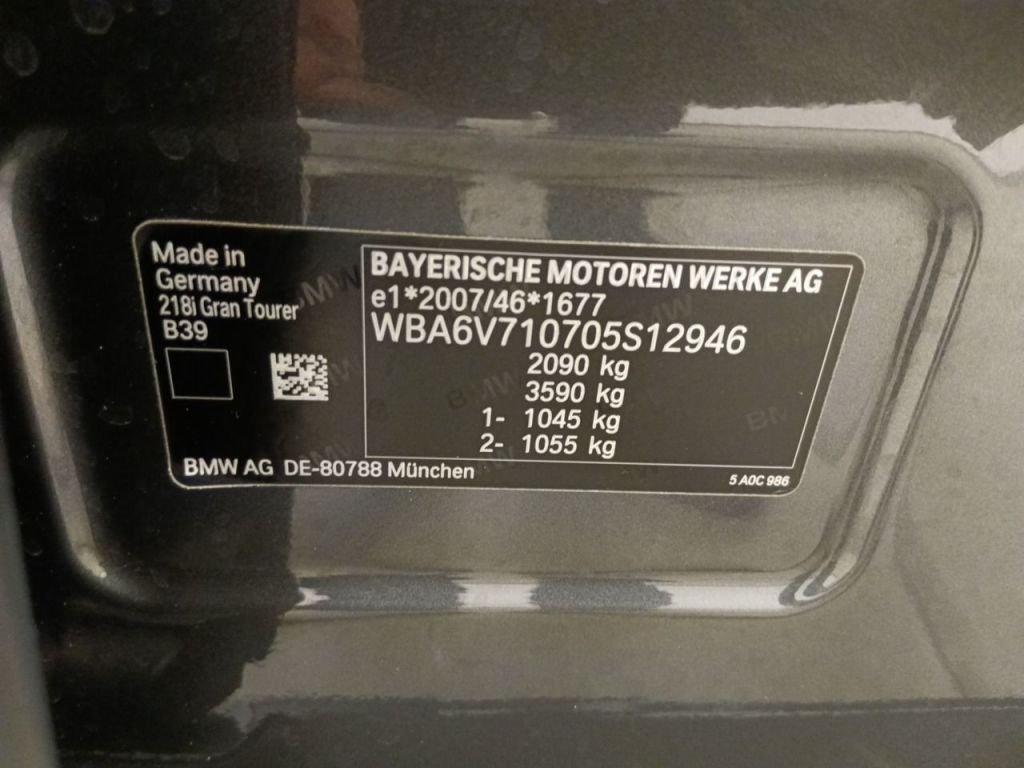 Made in
Germany
218i Gran Tourer
B39
BAYERISCHE MOTOREN WERKE AG
e1*2007/46*1677
WBA6V710705S12946
2090 kg
3590 kg
1- 1045 kg
2- 1055 kg
BMW AG DE-80788 München
5 A0C 986